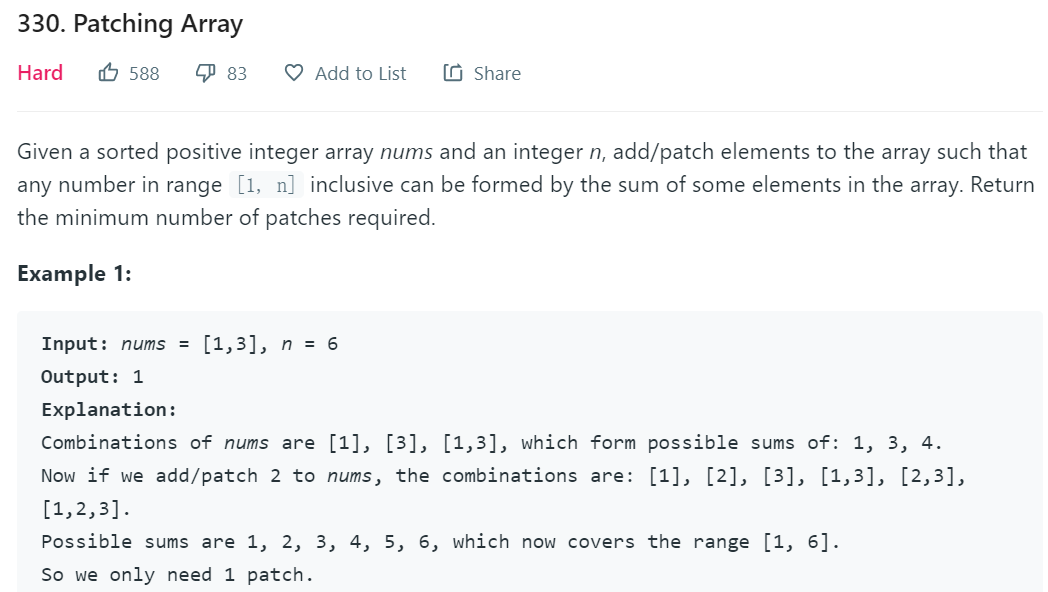 330. Patching Array
Hard 588 83 Add to List Share
Given a sorted positive integer array nums and an integer n, add/patch elements to the array such that
any number in range [1, n] inclusive can be formed by the sum of some elements in the array. Return
the minimum number of patches required.
Example 1:
Input: nums = [1,3], n = 6
Output: 1
Explanation:
Combinations of nums are [1], [3], [1,3], which form possible sums of: 1, 3, 4.
Now if we add/patch 2 to nums, the combinations are: [1], [2], [3], [1,3], [2,3],
[1,2,3].
Possible sums are 1, 2, 3, 4, 5, 6, which now covers the range [1, 6].
So we only need 1 patch.